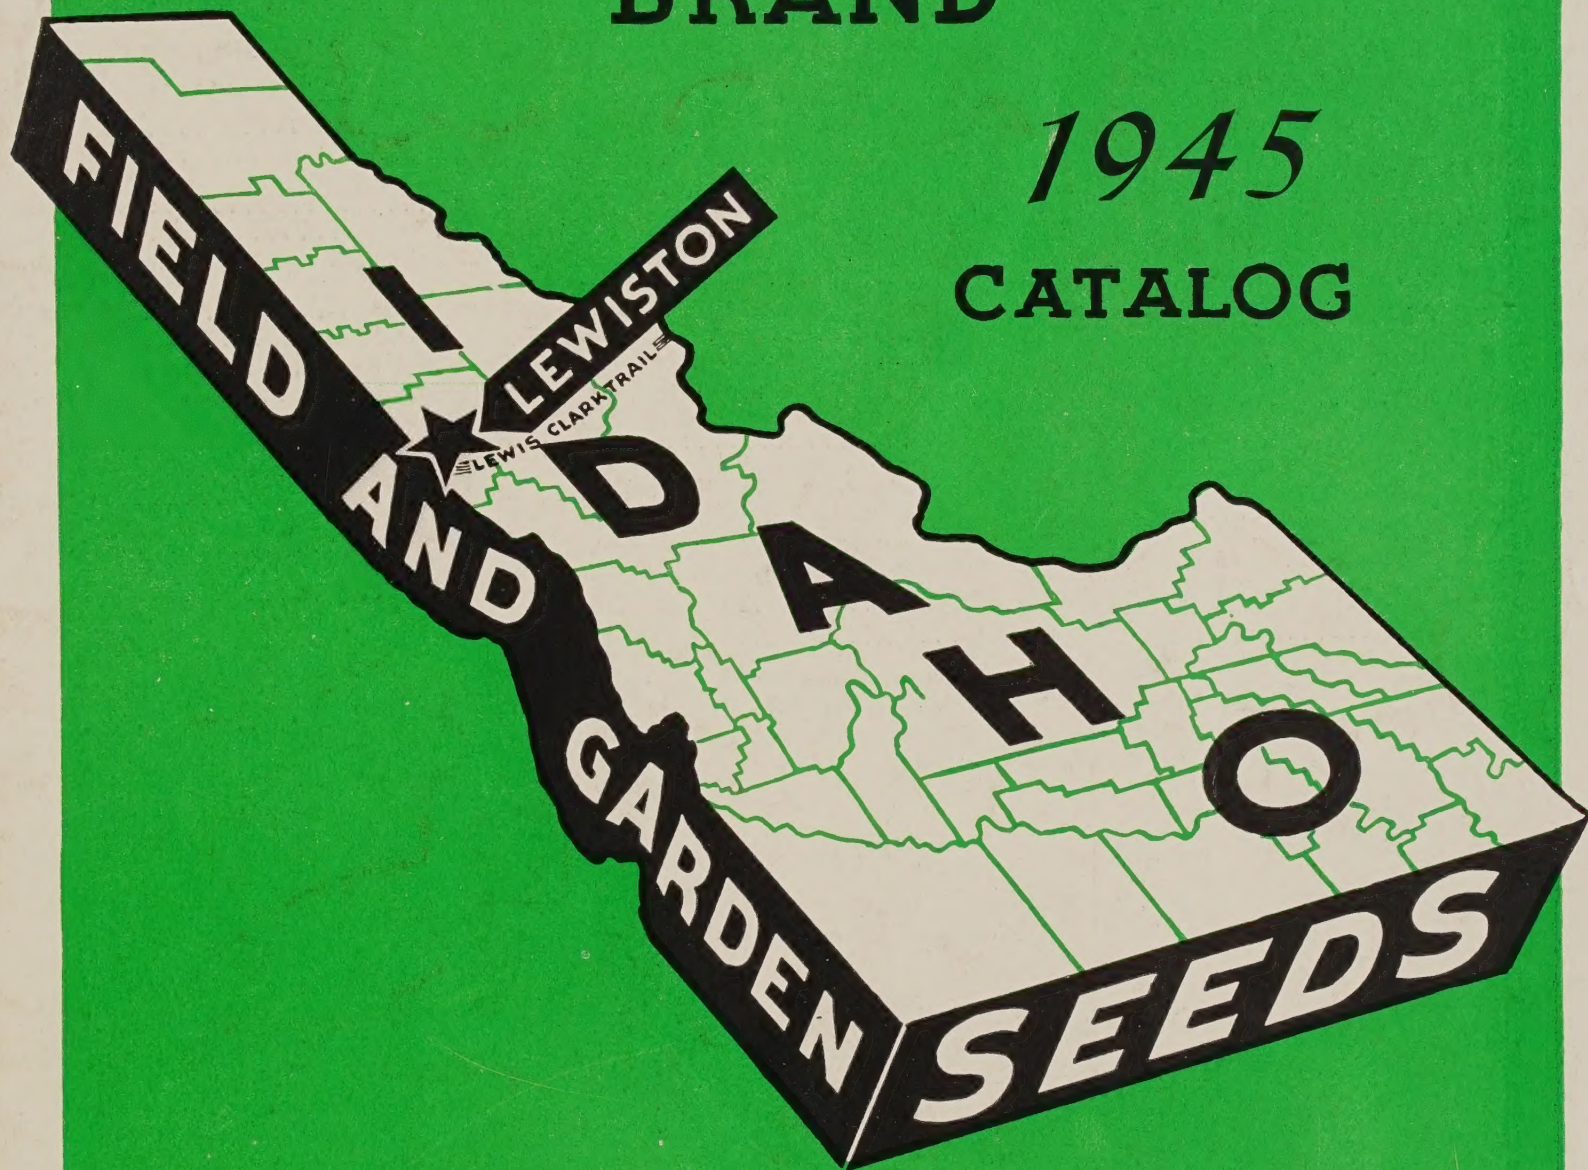 BRAND
1945
CATALOG
LEWISTON
LEWIS CLARK TRAIL
IDAHO
FIELD AND GARDEN
SEEDS